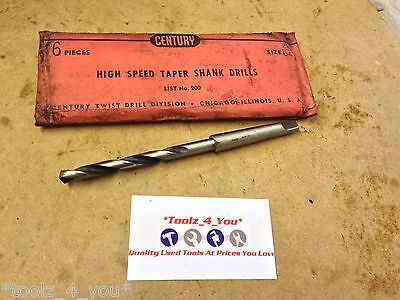 CENTURY
6 PIECES SIZE
HIGH SPEED TAPER SHANK DRILLS
LIST No. 200
CENTURY TWIST DRILL DIVISION • CHICAGO, ILLINOIS, U. S. A
*Toolz_4_You*
Quality Used Tools At Prices You Love
*toolz_4_you*